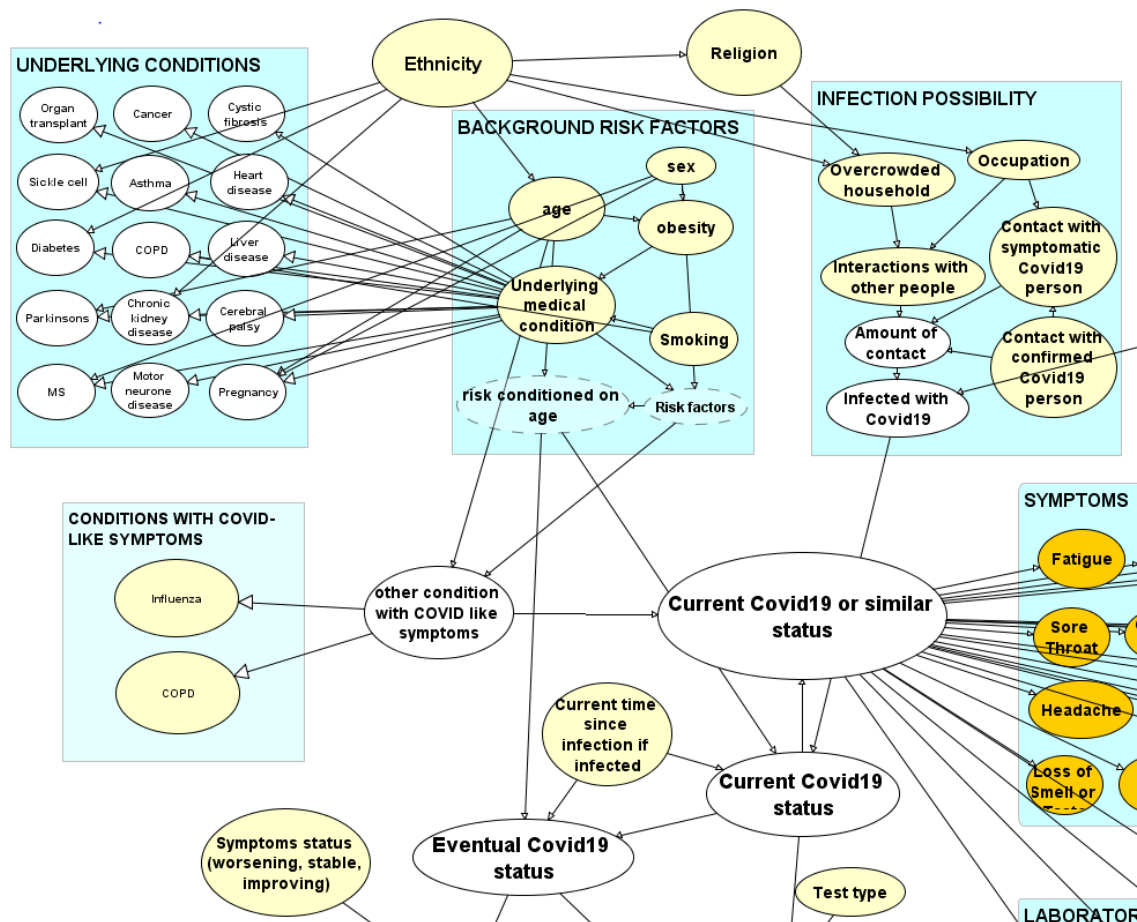 Ethnicity
Religion
UNDERLYING CONDITIONS
Organ
transplant
Cancer
Cystic
fibrosis
Sickle cell
Asthma
Heart
disease
Diabetes
COPD
Liver
disease
Parkinsons
Chronic
kidney
disease
Cerebral
palsy
MS
Motor
neurone
disease
Pregnancy
BACKGROUND RISK FACTORS
sex
age
obesity
Underlying
medical
condition
Smoking
risk conditioned on
age
Risk factors
INFECTION POSSIBILITY
Overcrowded
household
Occupation
Contact with
symptomatic
Covid19
person
Interactions with
other people
Amount of
contact
Contact with
confirmed
Covid19
person
Infected with
Covid19
CONDITIONS WITH COVID-
LIKE SYMPTOMS
Influenza
COPD
other condition
with COVID like
symptoms
Current Covid19 or similar
status
SYMPTOMS
Fatigue
Sore
Throat
Headache
Loss of
Smell or
Current time
since
infection if
infected
Current Covid19
status
Symptoms status
(worsening, stable,
improving)
Eventual Covid19
status
Test type
LABORATOR